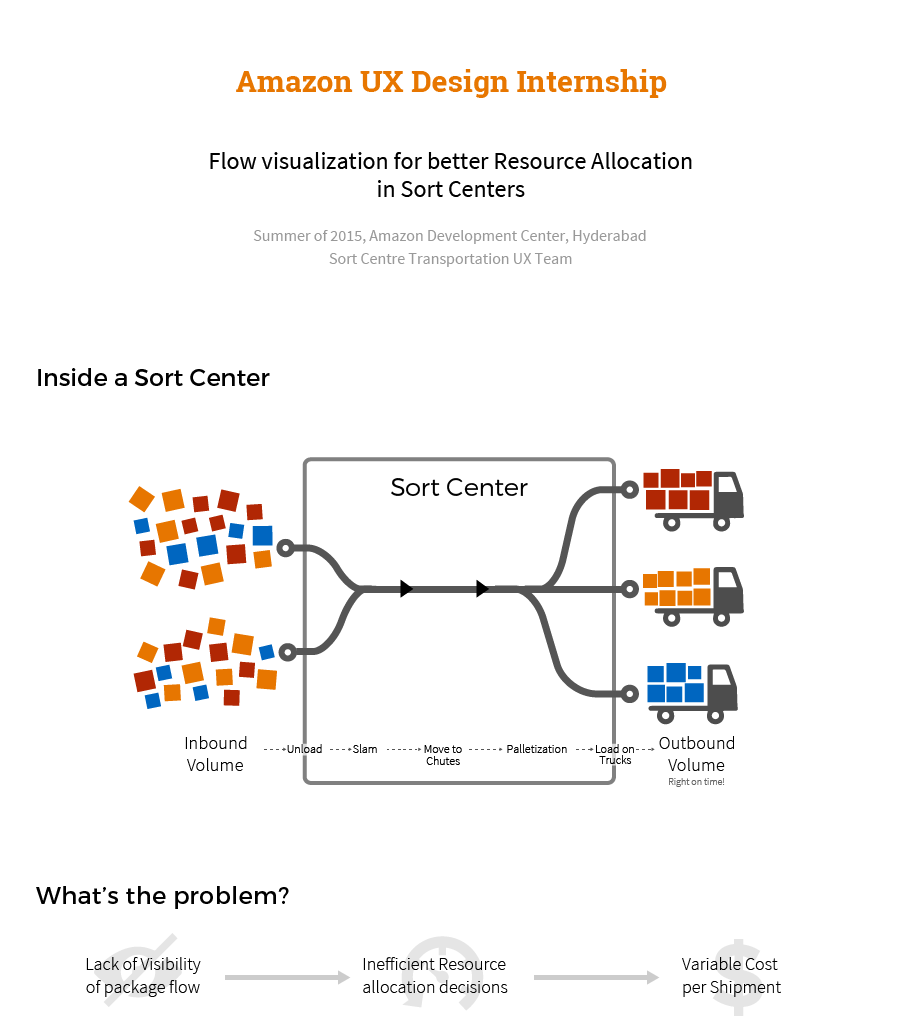 Amazon UX Design Internship
Flow visualization for better Resource Allocation
in Sort Centers
Summer of 2015, Amazon Development Center, Hyderabad
Sort Centre Transportation UX Team
Inside a Sort Center
Sort Center
Inbound
Volume
Unload
Slam
Move to
Chutes
Palletization
Load on
Trucks
Outbound
Volume
Right on time!
What's the problem?
Lack of Visibility
of package flow
Inefficient Resource
allocation decisions
Variable Cost
per Shipment